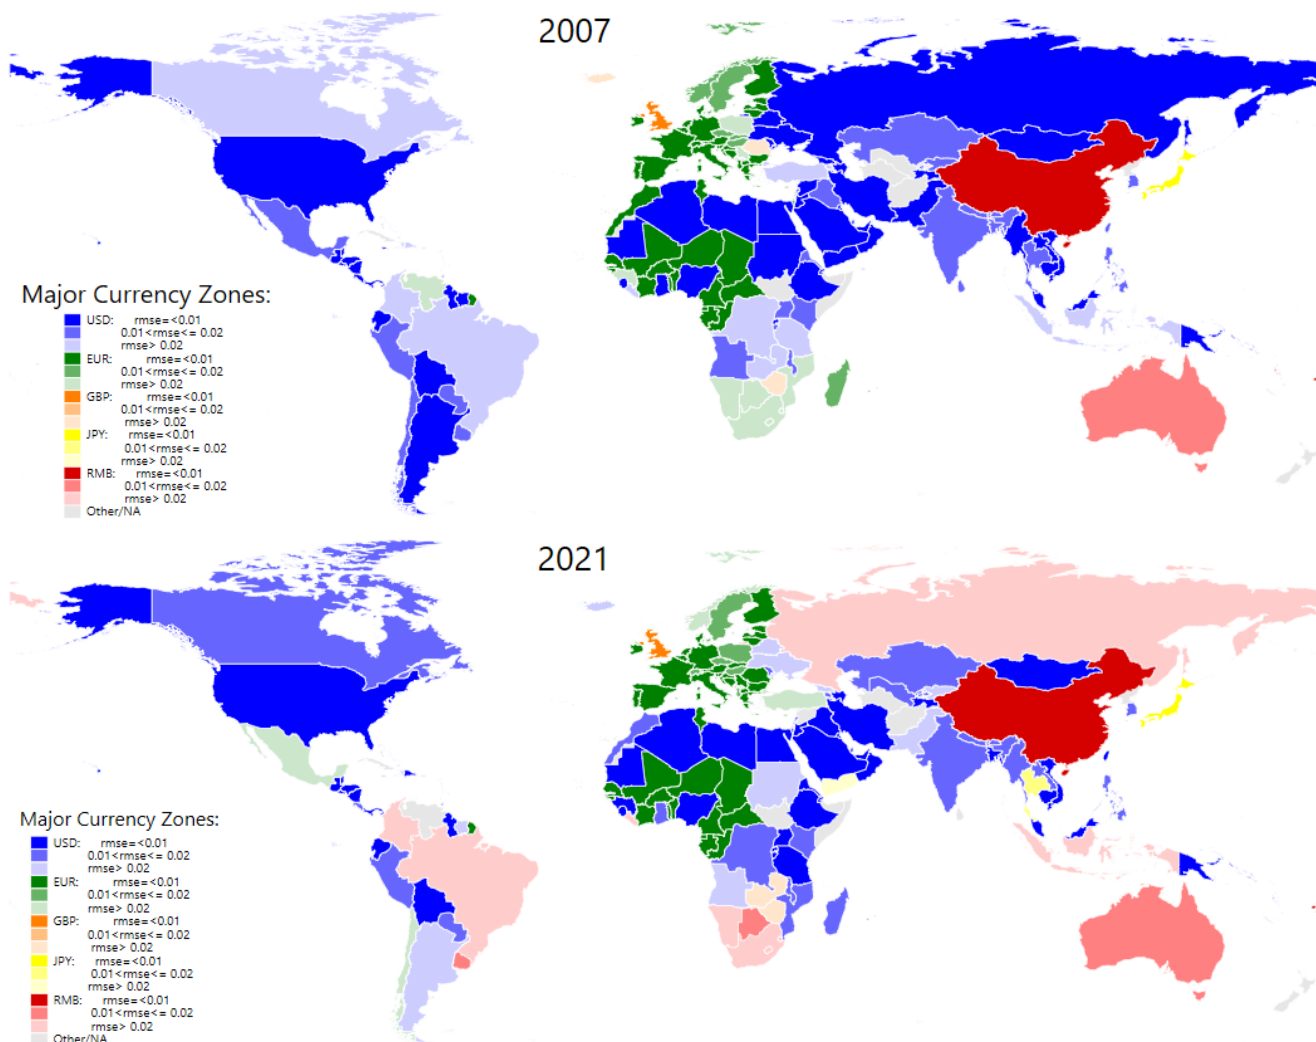 2007
Major Currency Zones:
USD: rmse=<0.01
0.01<rmse<= 0.02
rmse> 0.02
EUR: rmse=<0.01
0.01<rmse<= 0.02
rmse> 0.02
GBP: rmse=<0.01
0.01<rmse<= 0.02
rmse> 0.02
JPY: rmse=<0.01
0.01<rmse<= 0.02
rmse> 0.02
RMB: rmse=<0.01
0.01<rmse<= 0.02
rmse> 0.02
Other/NA
2021
Major Currency Zones:
USD: rmse=<0.01
0.01<rmse<= 0.02
rmse> 0.02
EUR: rmse=<0.01
0.01<rmse<= 0.02
rmse> 0.02
GBP: rmse=<0.01
0.01<rmse<= 0.02
rmse> 0.02
JPY: rmse=<0.01
0.01<rmse<= 0.02
rmse> 0.02
RMB: rmse=<0.01
0.01<rmse<= 0.02
rmse> 0.02
Other/NA